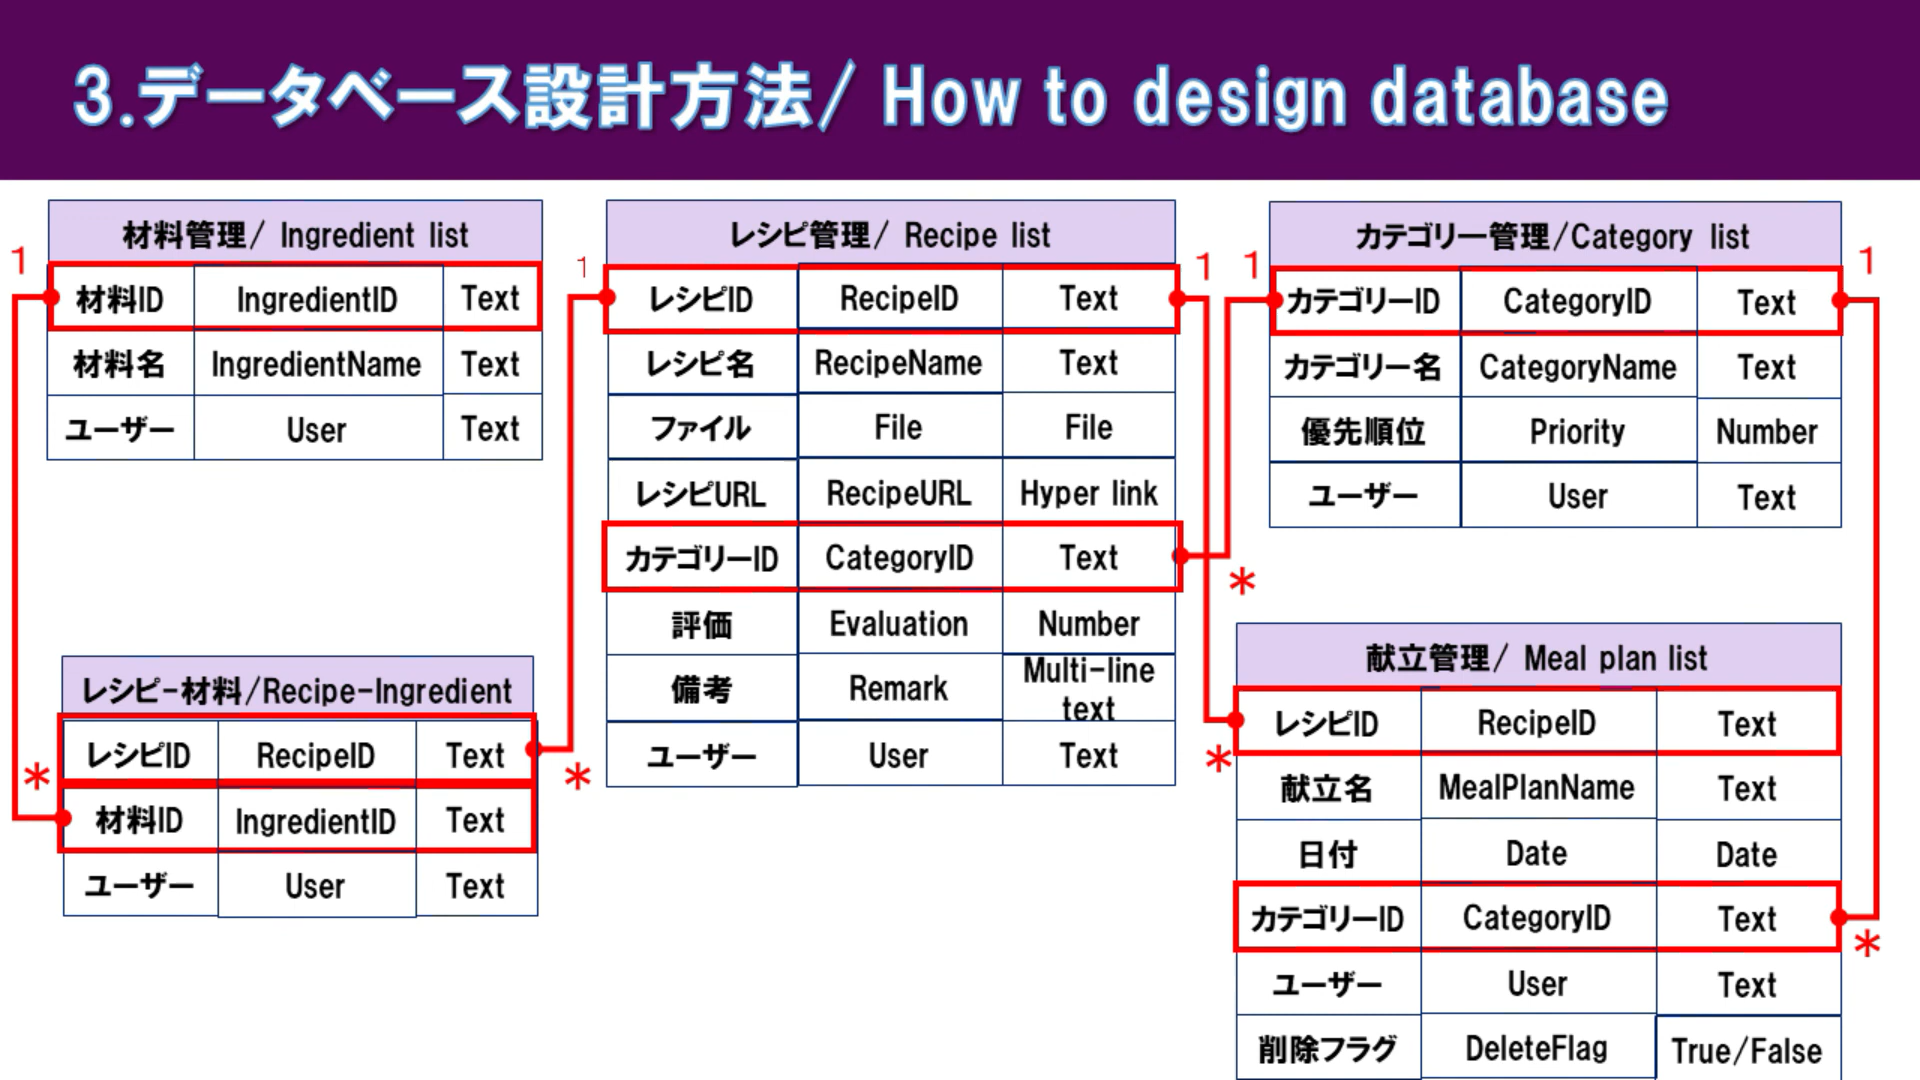 3.データベース設計方法/ How to design database
材料管理/ Ingredient list
1
材料ID IngredientID Text
材料名 IngredientName Text
ユーザー User Text
レシピ-材料/Recipe-Ingredient
レシピID RecipeID Text
*
*
材料ID IngredientID Text
ユーザー User Text
レシピ管理/ Recipe list
1
1
レシピID RecipeID Text
レシピ名 RecipeName Text
ファイル File File
レシピURL RecipeURL Hyper link
カテゴリーID CategoryID Text
*
評価 Evaluation Number
備考 Remark Multi-line
text
ユーザー User Text
カテゴリー管理/Category list
1
1
カテゴリーID CategoryID Text
カテゴリー名 CategoryName Text
優先順位 Priority Number
ユーザー User Text
献立管理/ Meal plan list
レシピID RecipeID Text
*
献立名 MealPlanName Text
日付 Date Date
カテゴリーID CategoryID Text
*
ユーザー User Text
削除フラグ DeleteFlag True/False